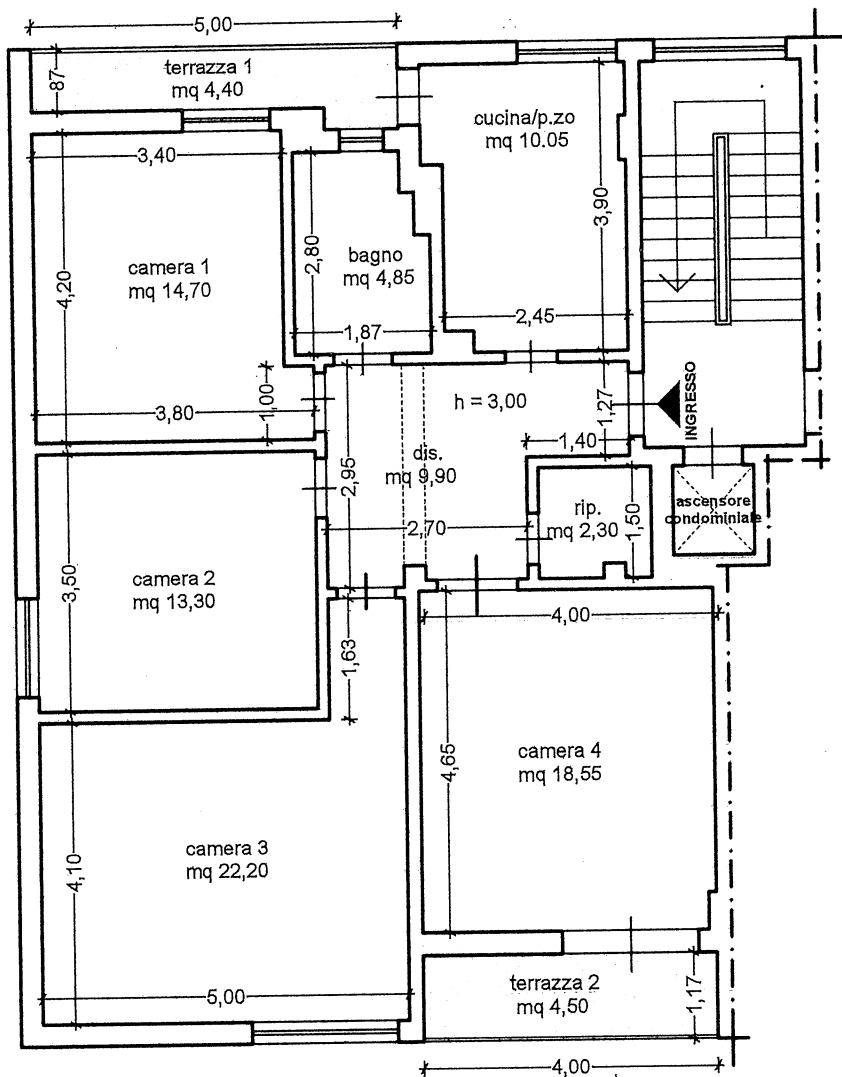 5,00
terrazza 1
mq 4,40
87
cucina/p.zo
mq 10.05
3,40
3,90
camera 1
mq 14,70
4,20
2,80
bagno
mq 4,85
1,87
2,45
3,80
1,00
h = 3,00
1,27
INGRESSO
1,40
dis.
mq 9,90
2,95
2,70
rip.
mq 2,30
1,50
ascensore
condominiale
camera 2
mq 13,30
3,50
1,63
4,00
camera 4
mq 18,55
4,65
camera 3
mq 22,20
4,10
5,00
terrazza 2
mq 4,50
1,17
4,00